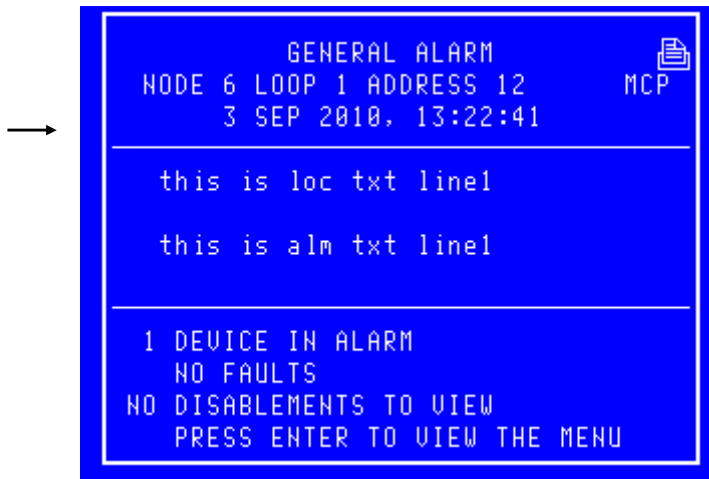 GENERAL ALARM
NODE 6 LOOP 1 ADDRESS 12 MCP
3 SEP 2010, 13:22:41
this is loc txt line1
this is alm txt line1
1 DEVICE IN ALARM
NO FAULTS
NO DISABLEMENTS TO VIEW
PRESS ENTER TO VIEW THE MENU